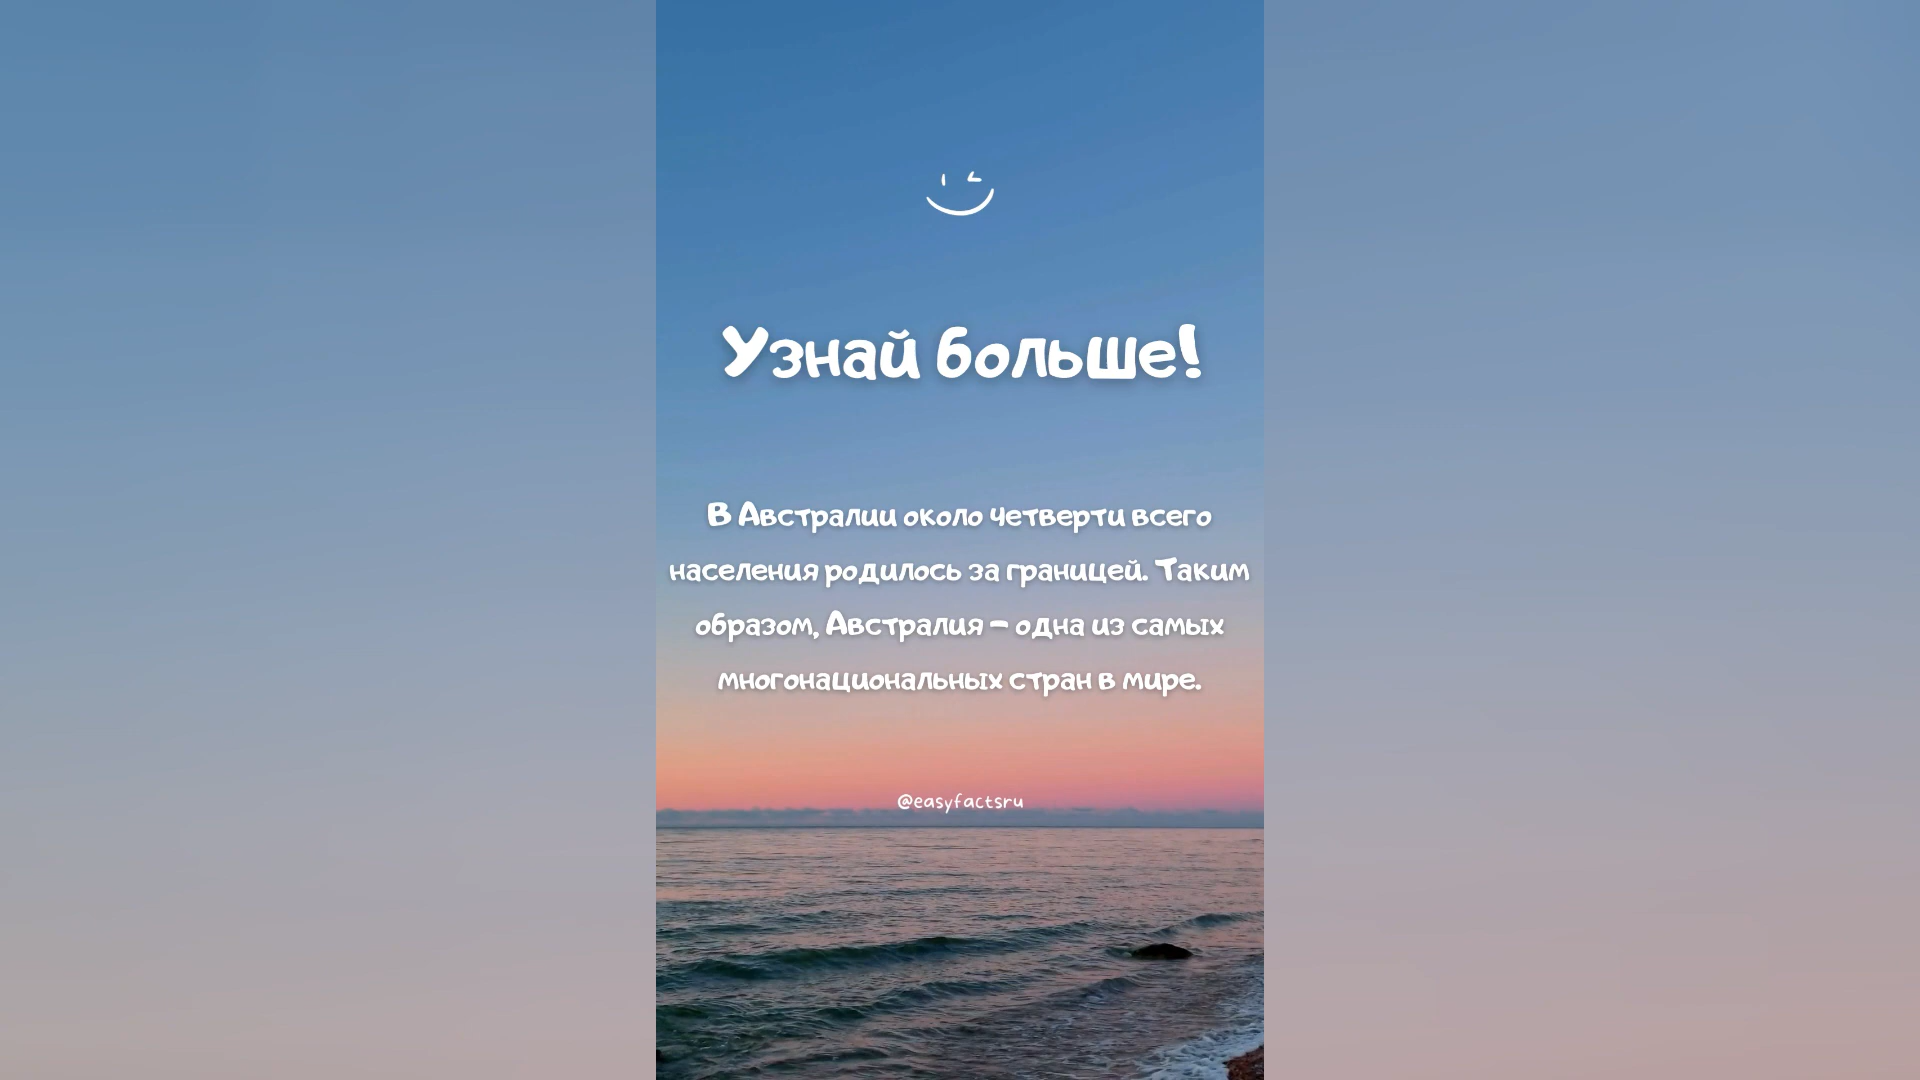 Узнай больше!
В Австралии около четверти всего
населения родилось за границей. Таким
образом, Австралия – одна из самых
многонациональных стран в мире.
@easyfactsru